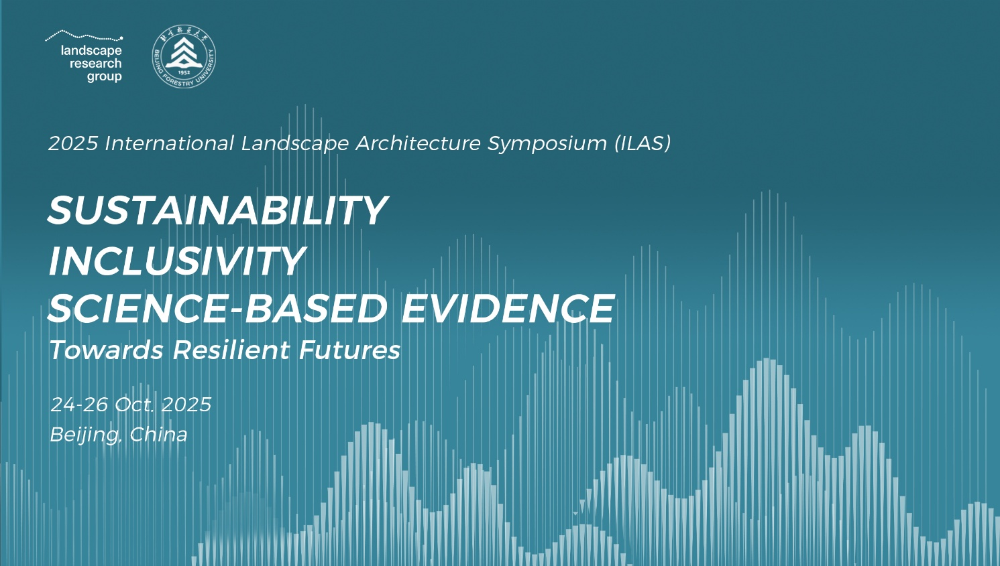 landscape
research
group
北京林业大学
BEIJING FORESTRY UNIVERSITY
1952
2025 International Landscape Architecture Symposium (ILAS)
SUSTAINABILITY
INCLUSIVITY
SCIENCE-BASED EVIDENCE
Towards Resilient Futures
24-26 Oct. 2025
Beijing, China